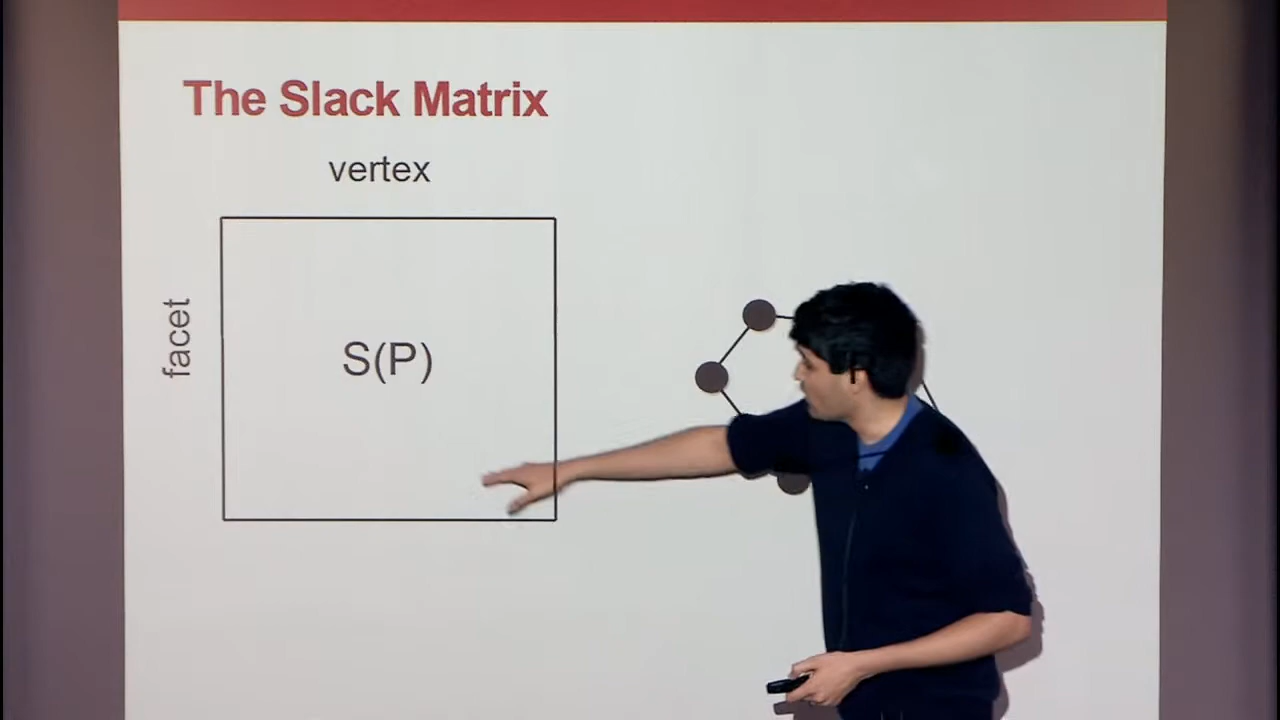 The Slack Matrix
vertex
facet
S(P)